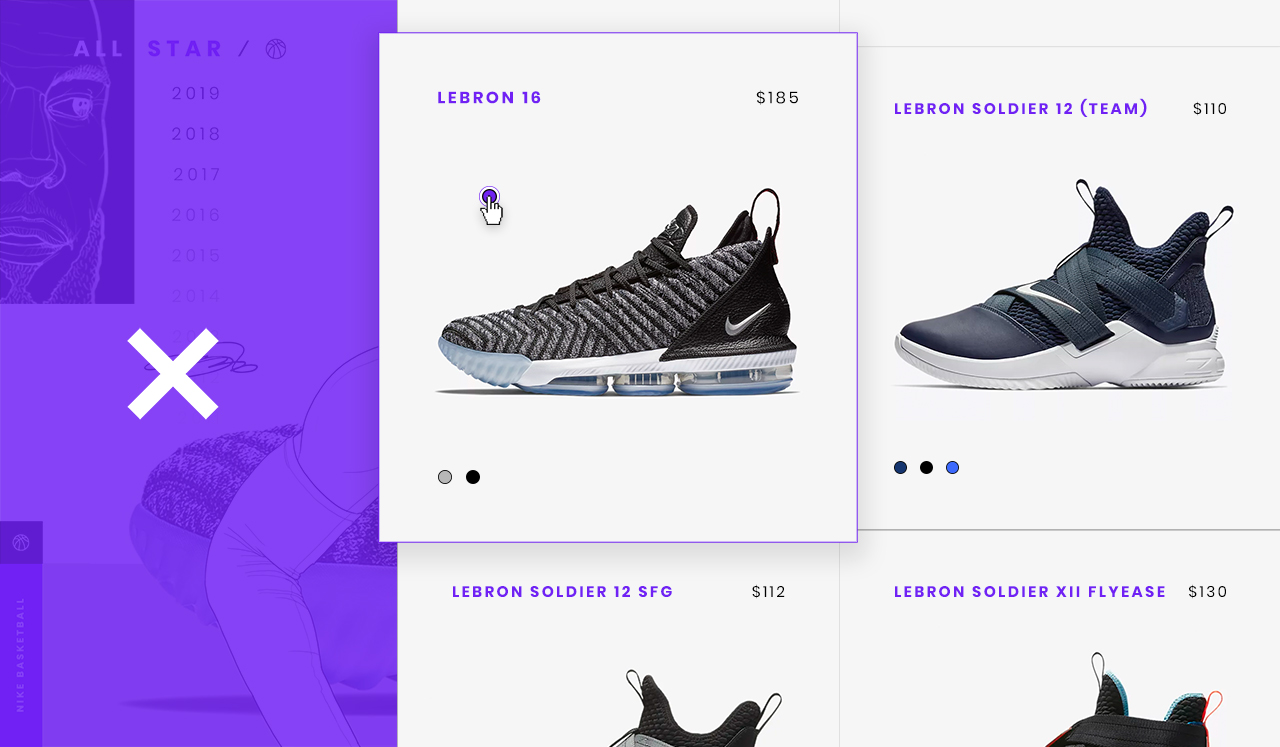 ALL STAR /
2019
2018
2017
2016
2015
2014
NIKE BASKETBALL
LEBRON 16 $185
LEBRON SOLDIER 12 (TEAM) $110
LEBRON SOLDIER 12 SFG $112
LEBRON SOLDIER XII FLYEASE $130